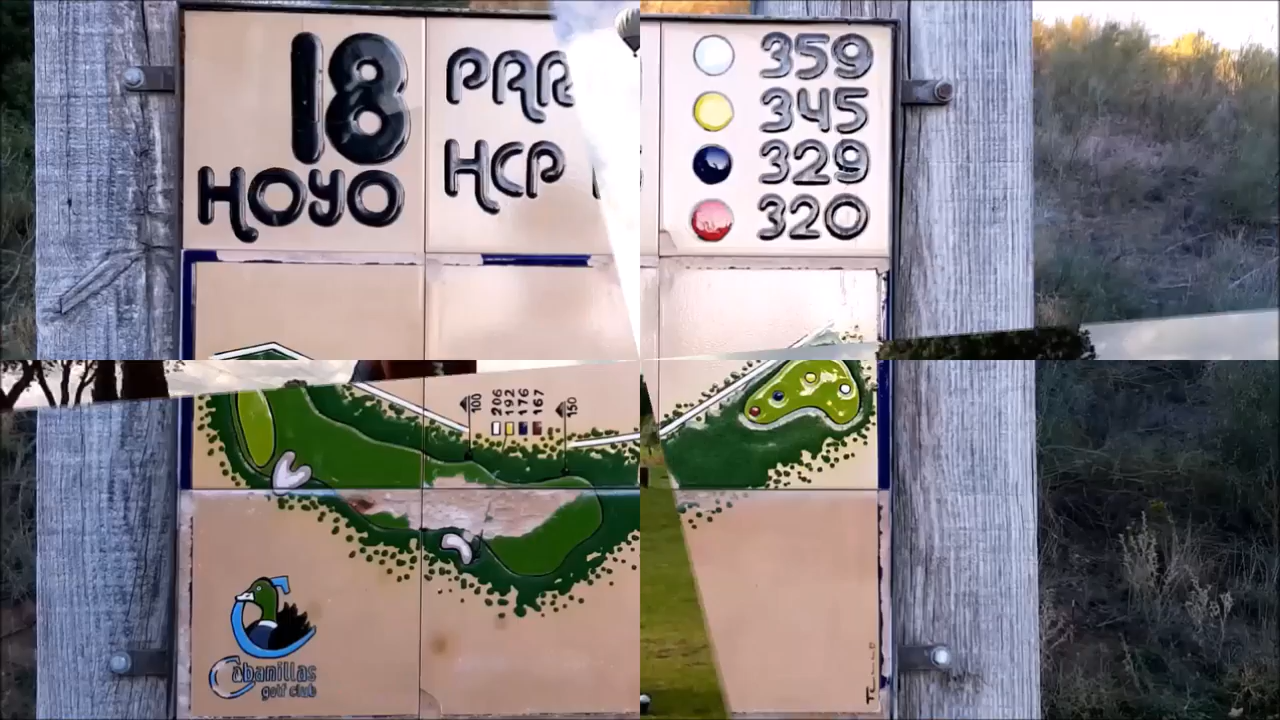 18
HOYO
PAR
HCP
359
345
329
320
100
206
192
176
167
150
Cabanillas
golf club